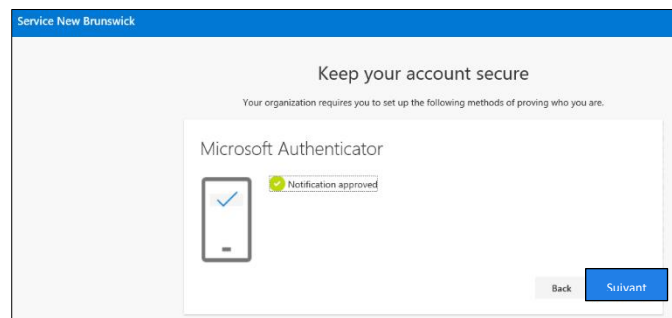 Service New Brunswick
Keep your account secure
Your organization requires you to set up the following methods of proving who you are.
Microsoft Authenticator
Notification approved
Back
Suivant